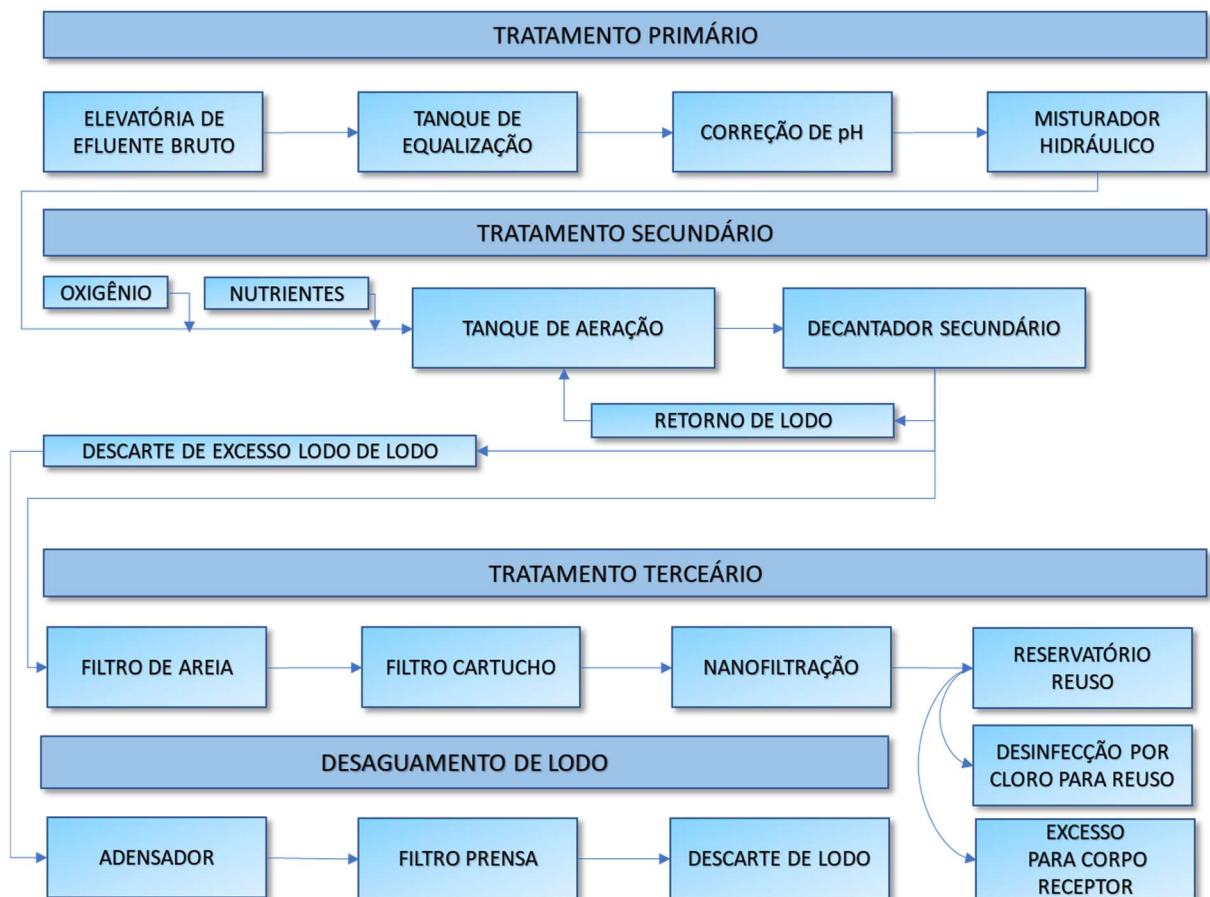 TRATAMENTO PRIMÁRIO
ELEVATÓRIA DE
EFLUENTE BRUTO
TANQUE DE
EQUALIZAÇÃO
CORREÇÃO DE pH
MISTURADOR
HIDRÁULICO
TRATAMENTO SECUNDÁRIO
OXIGÊNIO
NUTRIENTES
TANQUE DE AERAÇÃO
DECANTADOR SECUNDÁRIO
RETORNO DE LODO
DESCARTE DE EXCESSO LODO DE LODO
TRATAMENTO TERCEÁRIO
FILTRO DE AREIA
FILTRO CARTUCHO
NANOFILTRAÇÃO
RESERVATÓRIO
REUSO
DESINFECÇÃO POR
CLORO PARA REUSO
EXCESSO
PARA CORPO
RECEPTOR
DESAGUAMENTO DE LODO
ADENSADOR
FILTRO PRENSA
DESCARTE DE LODO